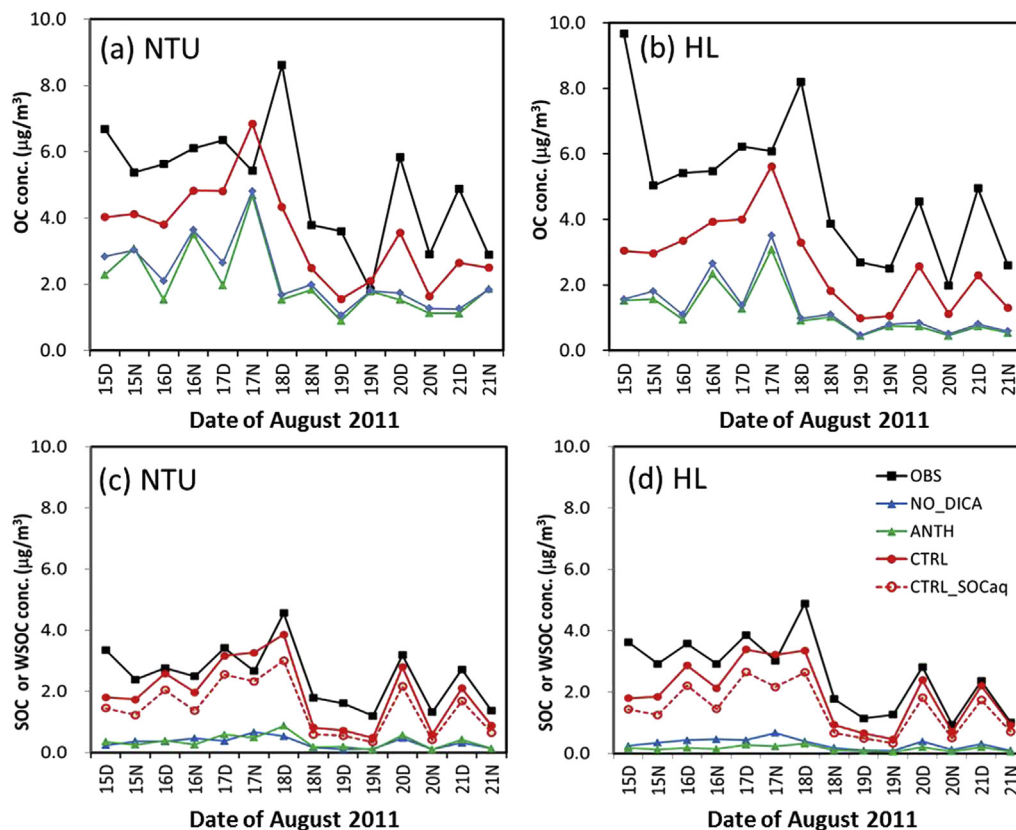 (a) NTU
OC conc. (µg/m³)
10.0
8.0
6.0
4.0
2.0
0.0
15D
15N
16D
16N
17D
17N
18D
18N
19D
19N
20D
20N
21D
21N
Date of August 2011
(b) HL
OC conc. (µg/m³)
10.0
8.0
6.0
4.0
2.0
0.0
15D
15N
16D
16N
17D
17N
18D
18N
19D
19N
20D
20N
21D
21N
Date of August 2011
(c) NTU
SOC or WSOC conc. (µg/m³)
10.0
8.0
6.0
4.0
2.0
0.0
15D
15N
16D
16N
17D
17N
18D
18N
19D
19N
20D
20N
21D
21N
Date of August 2011
(d) HL
SOC or WSOC conc. (µg/m³)
10.0
8.0
6.0
4.0
2.0
0.0
OBS
NO_DICA
ANTH
CTRL
CTRL_SOCaq
15D
15N
16D
16N
17D
17N
18D
18N
19D
19N
20D
20N
21D
21N
Date of August 2011